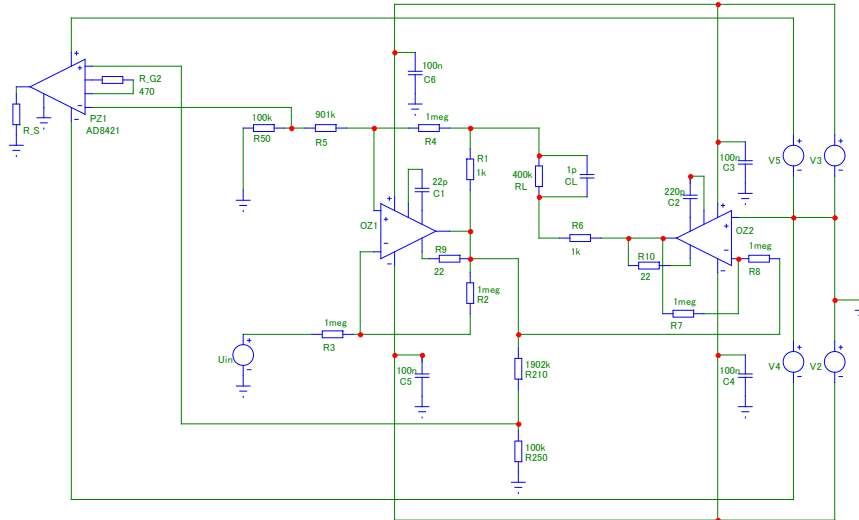 R_G2
470
PZ1
AD8421
R_S
100n
C6
100k
R50
901k
R5
1meg
R4
R1
1k
400k
RL
1p
CL
100n
C3
V5
V3
22p
C1
220p
C2
OZ1
OZ2
R9
22
R6
1k
R10
22
1meg
R8
1meg
R2
1meg
R7
1meg
R3
Uin
100n
C5
1902k
R210
100n
C4
V4
V2
100k
R250